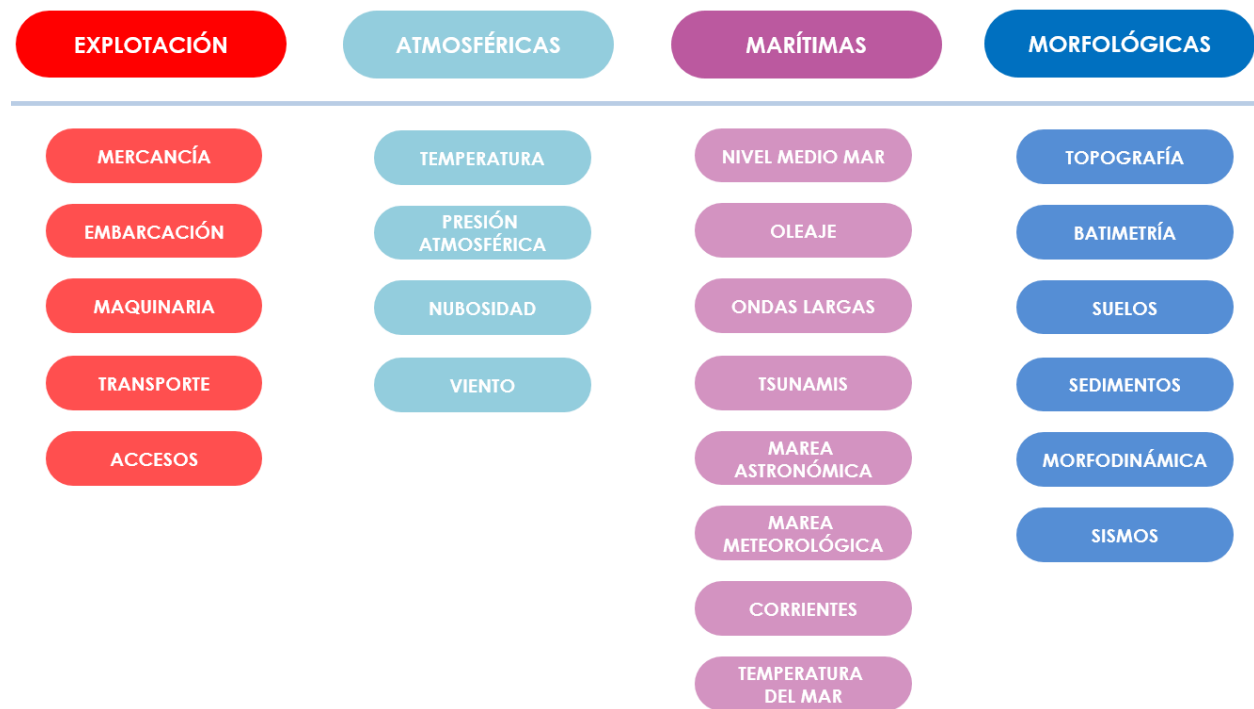 EXPLOTACIÓN
ATMOSFÉRICAS
MARÍTIMAS
MORFOLÓGICAS
MERCANCÍA
EMBARCACIÓN
MAQUINARIA
TRANSPORTE
ACCESOS
TEMPERATURA
PRESIÓN
ATMOSFÉRICA
NUBOSIDAD
VIENTO
NIVEL MEDIO MAR
OLEAJE
ONDAS LARGAS
TSUNAMIS
MAREA
ASTRONÓMICA
MAREA
METEOROLÓGICA
CORRIENTES
TEMPERATURA
DEL MAR
TOPOGRAFÍA
BATIMETRÍA
SUELOS
SEDIMENTOS
MORFODINÁMICA
SISMOS